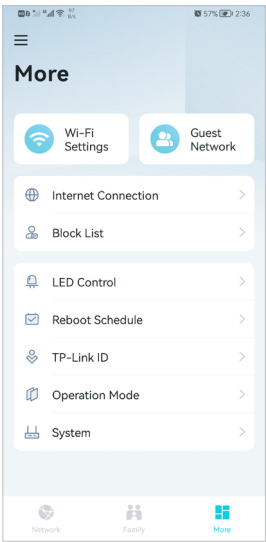 57% 2:36
More
Wi-Fi
Settings
Guest
Network
Internet Connection
Block List
LED Control
Reboot Schedule
TP-Link ID
Operation Mode
System
Network
Family
More